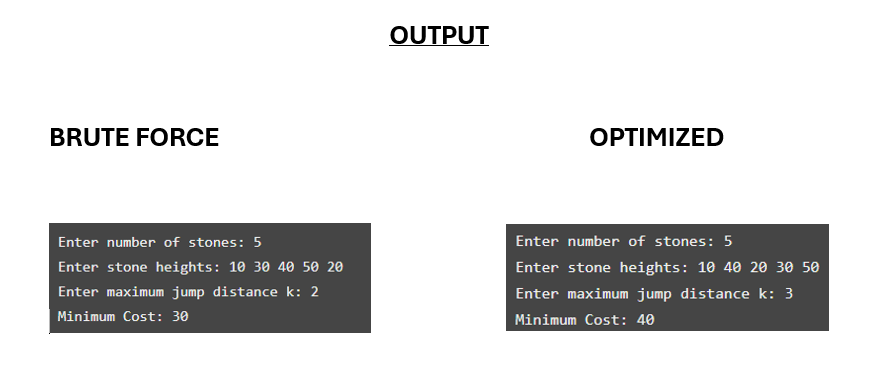 OUTPUT
BRUTE FORCE
Enter number of stones: 5
Enter stone heights: 10 30 40 50 20
Enter maximum jump distance k: 2
Minimum Cost: 30
OPTIMIZED
Enter number of stones: 5
Enter stone heights: 10 40 20 30 50
Enter maximum jump distance k: 3
Minimum Cost: 40